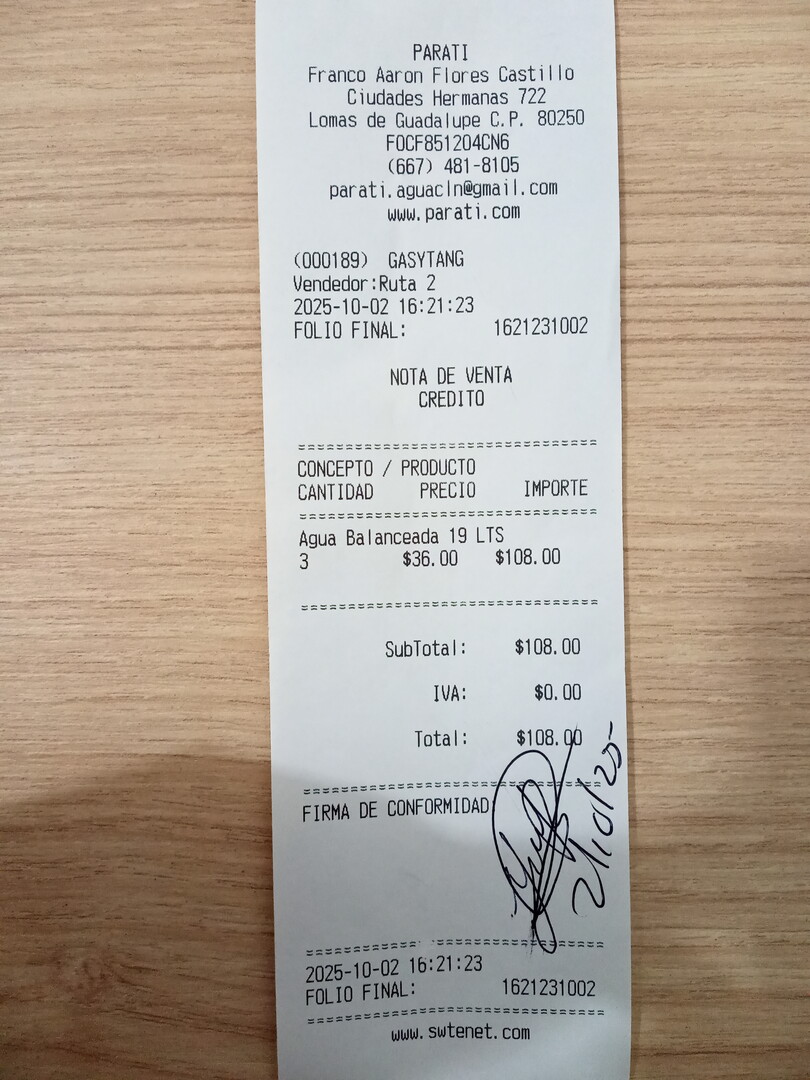 PARATI
Franco Aaron Flores Castillo
Ciudades Hermanas 722
Lomas de Guadalupe C.P. 80250
FOCF851204CN6
(667) 481-8105
parati.aguacln@gmail.com
www.parati.com
(000189) GASYTANG
Vendedor:Ruta 2
2025-10-02 16:21:23
FOLIO FINAL: 1621231002
NOTA DE VENTA
CREDITO
CONCEPTO / PRODUCTO
CANTIDAD PRECIO IMPORTE
Agua Balanceada 19 LTS
3 $36.00 $108.00
SubTotal: $108.00
IVA: $0.00
Total: $108.00
FIRMA DE CONFORMIDAD
2/10/25
2025-10-02 16:21:23
FOLIO FINAL: 1621231002
www.swtenet.com